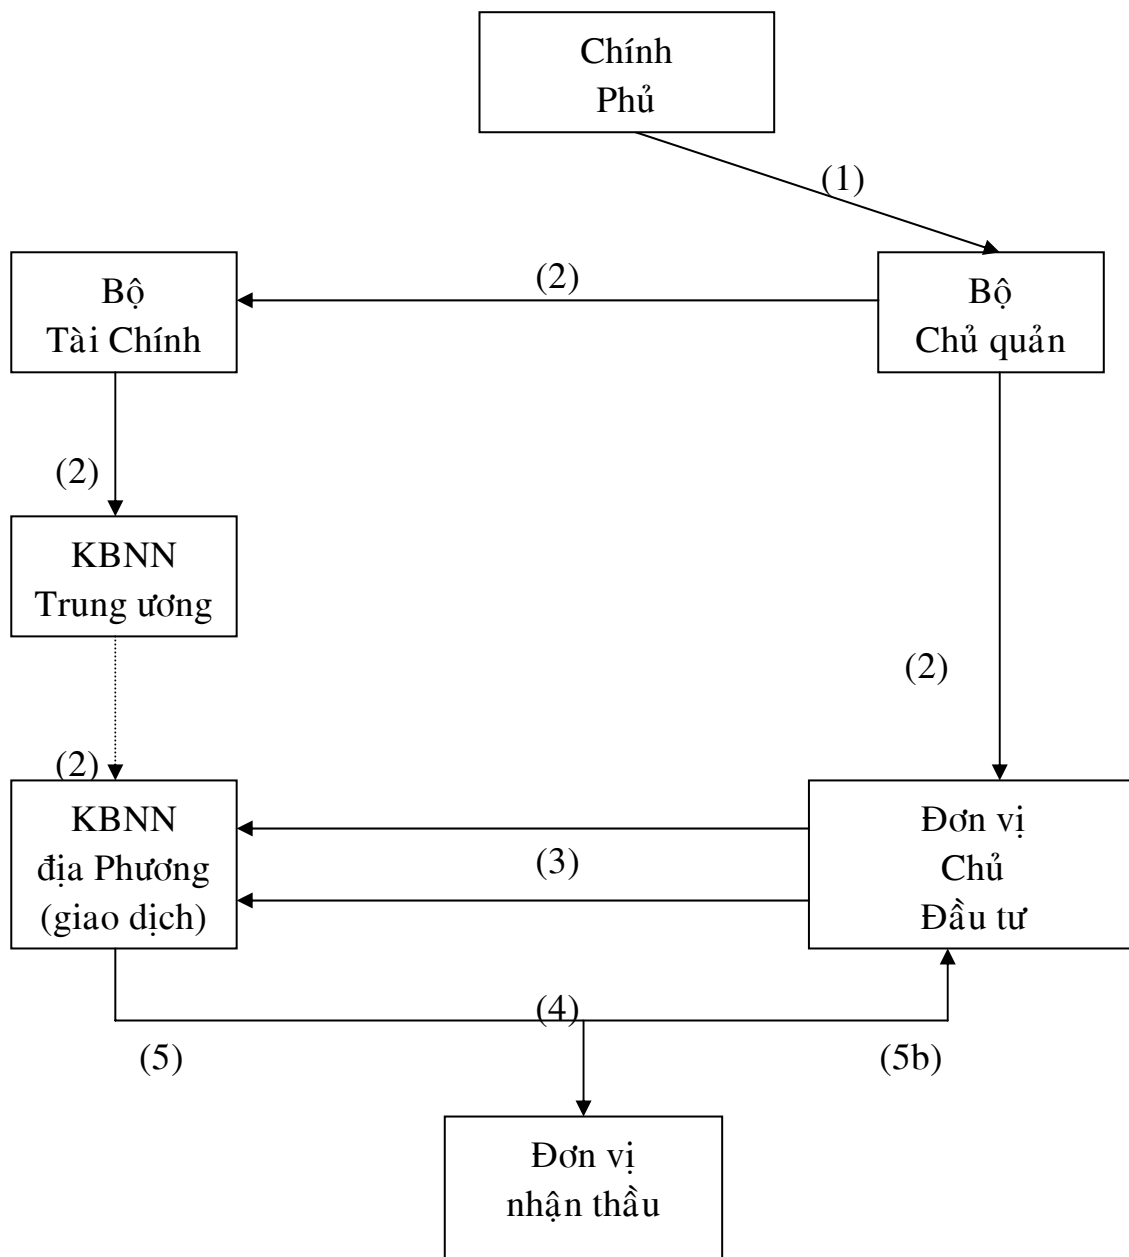 Chính
Phủ
(1)
Bộ
Tài Chính
(2)
Bộ
Chủ quản
(2)
KBNN
Trung ương
(2)
(2)
KBNN
địa Phương
(giao dịch)
(3)
Đơn vị
Chủ
Đầu tư
(4)
(5)
(5b)
Đơn vị
nhận thầu